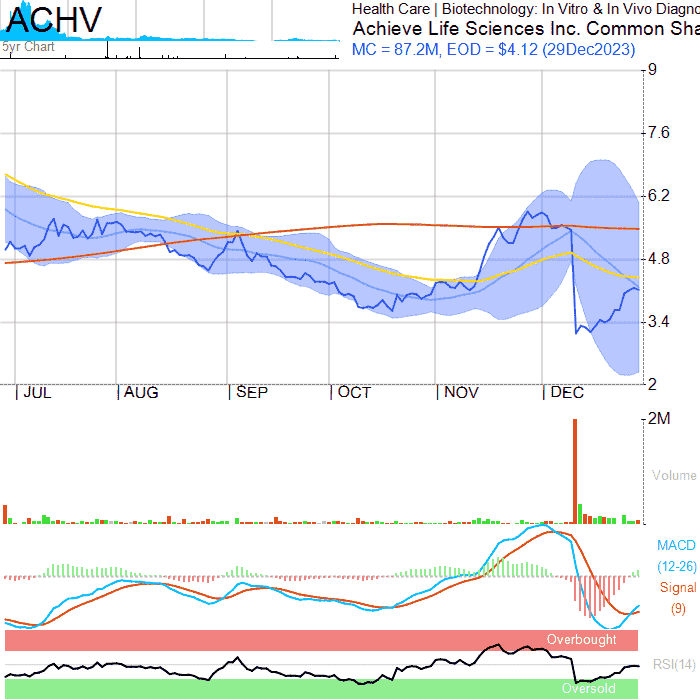 ACHV
Health Care | Biotechnology: In Vitro & In Vivo Diagno
Achieve Life Sciences Inc. Common Sha
MC = 87.2M, EOD = $4.12 (29Dec2023)
5yr Chart
9
7.6
6.2
4.8
3.4
2
| JUL | AUG | SEP | OCT | NOV | DEC
2M
Volume
MACD
(12-26)
Signal
(9)
Overbought
RSI(14)
Oversold